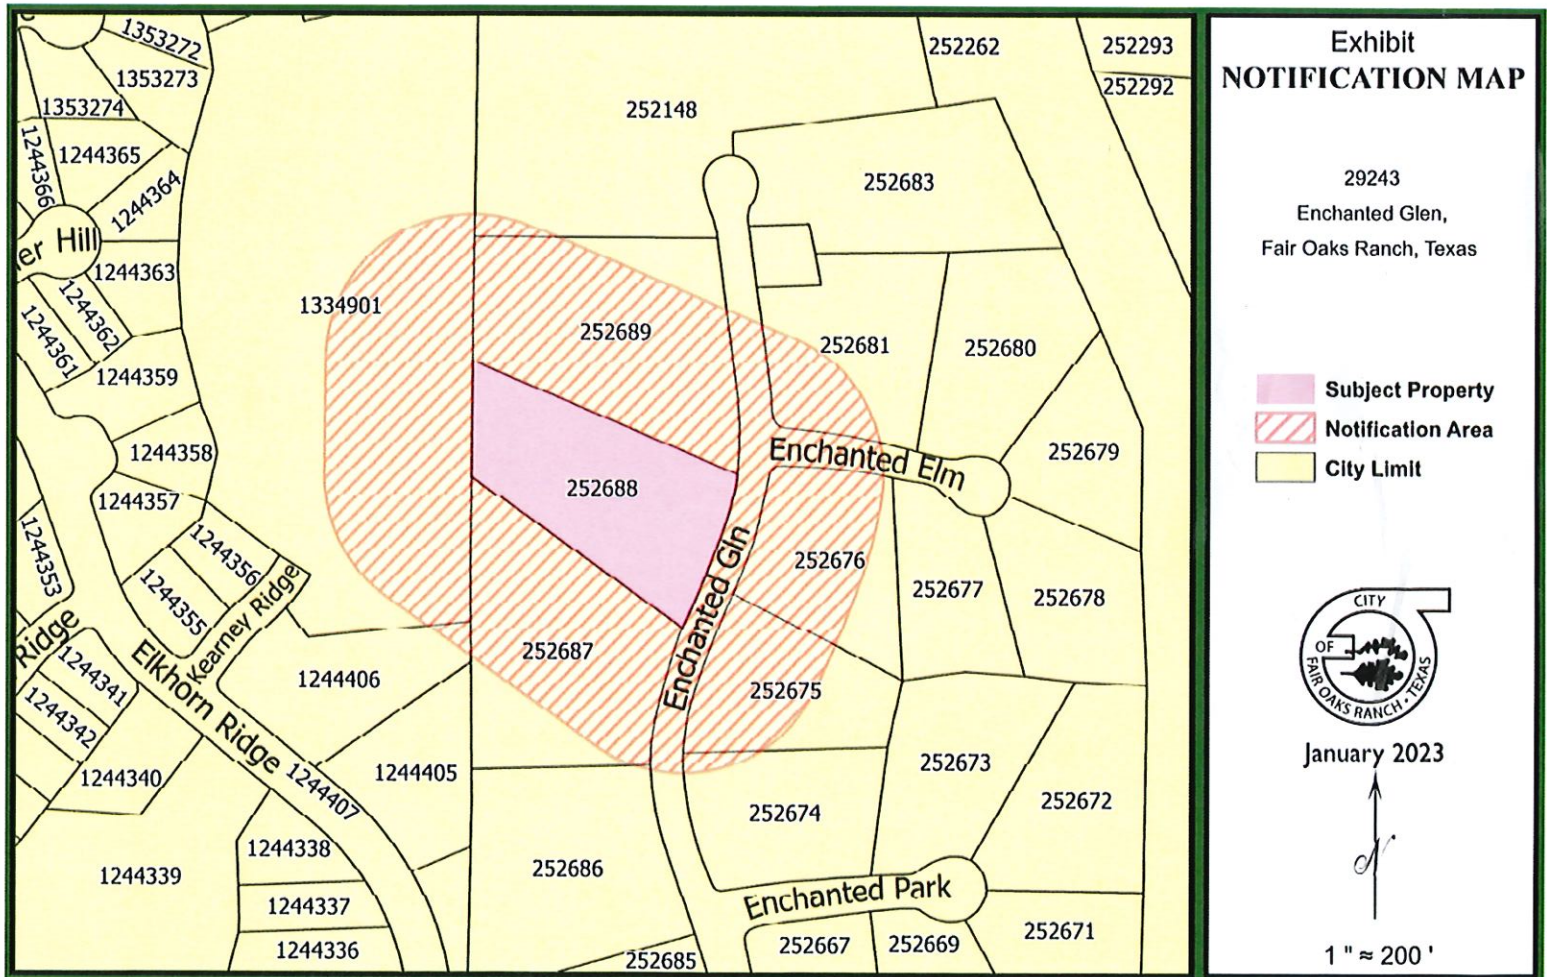 1353272
1353273
1353274
1244365
1244366
1244364
er Hill
1244363
1244362
1244361
1244359
1244358
1244357
1244356
1244355
1244353
Kearney Ridge
Ridge
Elkhorn Ridge
1244341
1244342
1244340
1244406
1244405
1244407
1244339
1244338
1244337
1244336
1334901
252148
252262
252293
252292
252683
252689
252681
252680
252679
Enchanted Elm
252688
Enchanted Gln
252676
252677
252678
252687
252675
252673
252672
252674
252686
Enchanted Park
252671
252667
252669
252685
Exhibit
NOTIFICATION MAP
29243
Enchanted Glen,
Fair Oaks Ranch, Texas
Subject Property
Notification Area
City Limit
CITY
OF
FAIR OAKS RANCH • TEXAS
January 2023
N
1 " ≈ 200 '